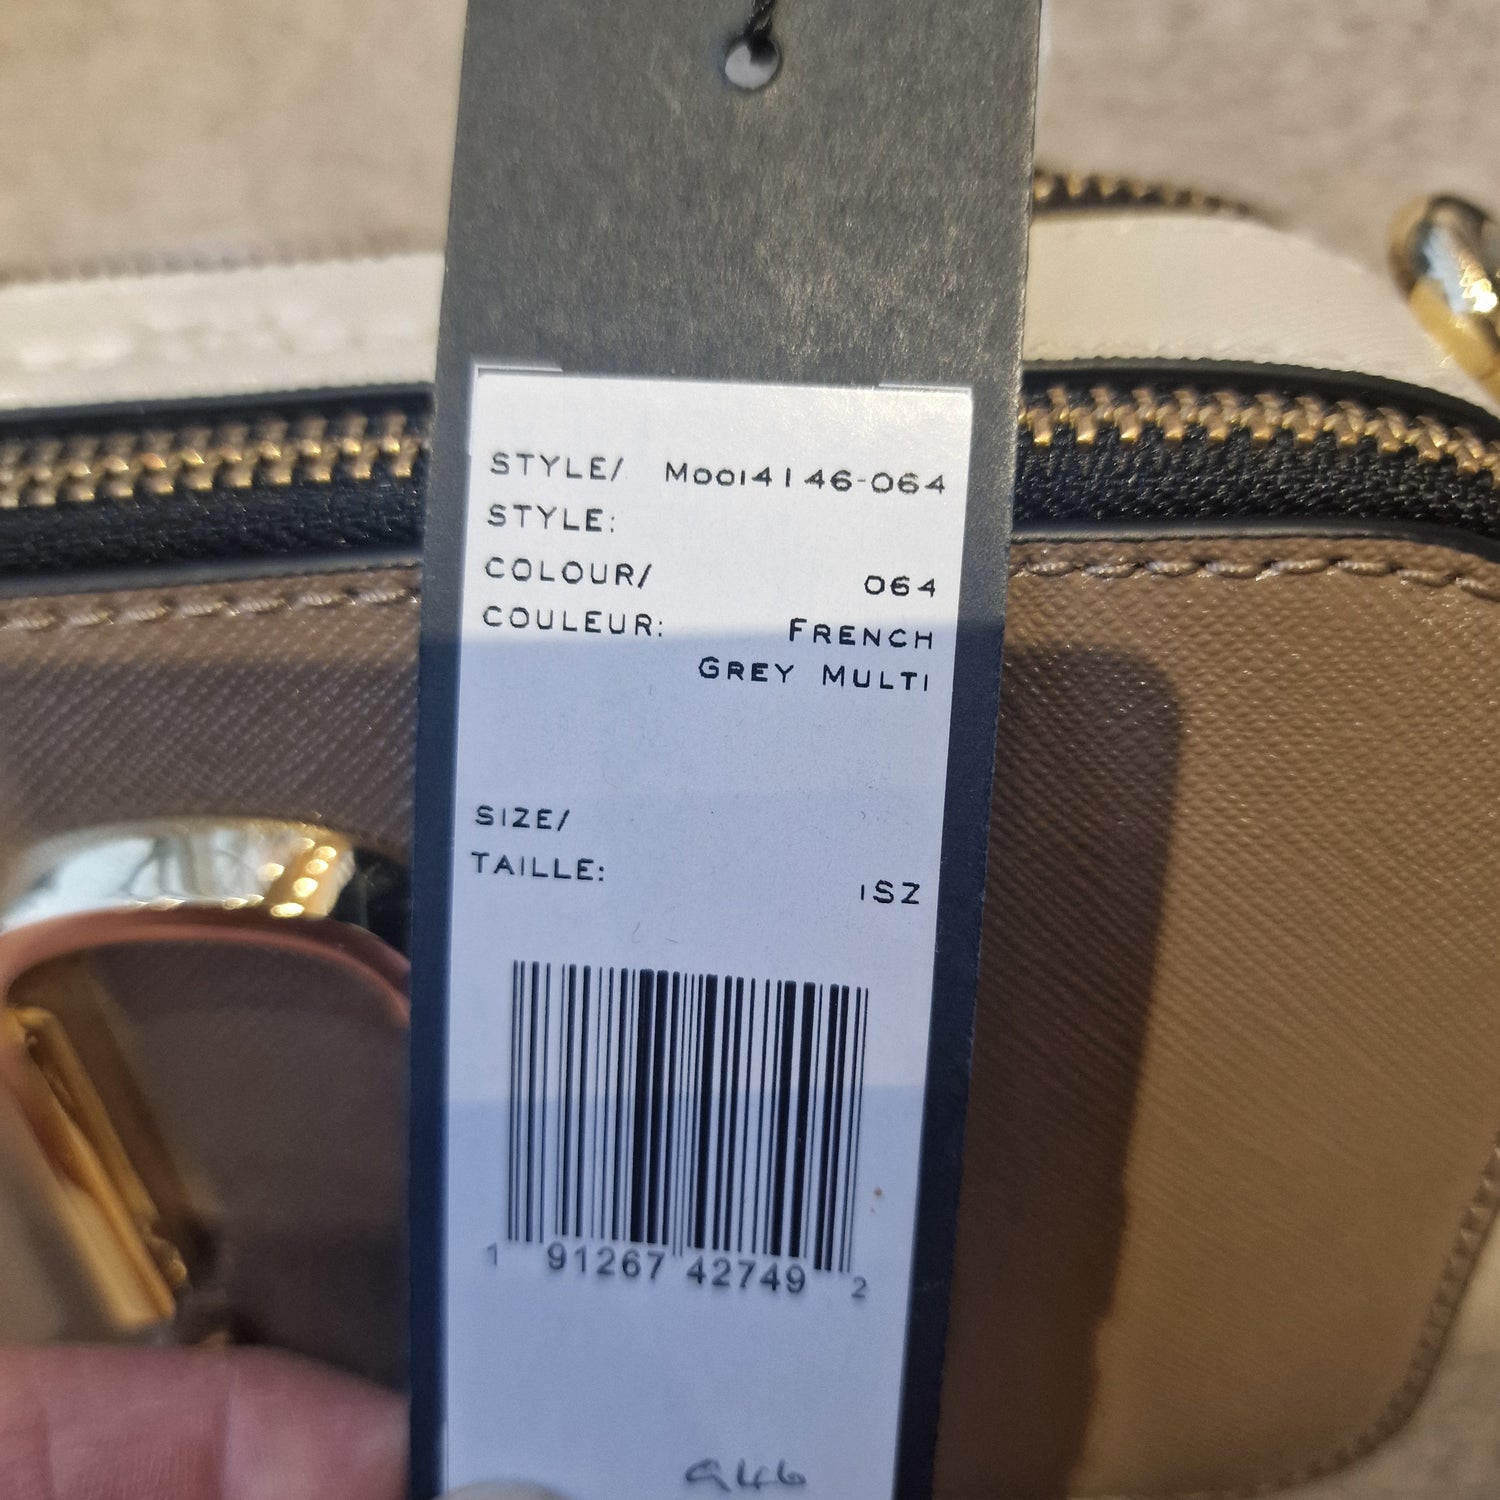 STYLE/ M0014146-064
STYLE:
COLOUR/ 064
COULEUR: FRENCH
GREY MULTI
SIZE/
TAILLE: 1SZ
1 91267 42749 2